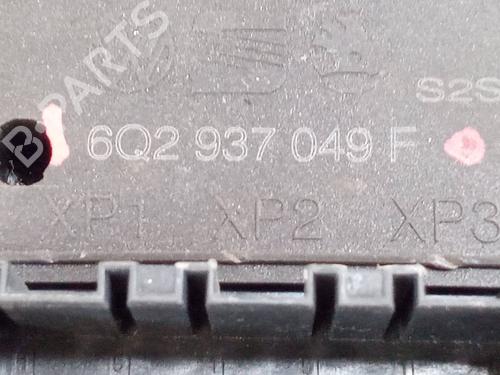 B-PARTS
S2S
6Q2 937 049 F
XP1 XP2 XP3